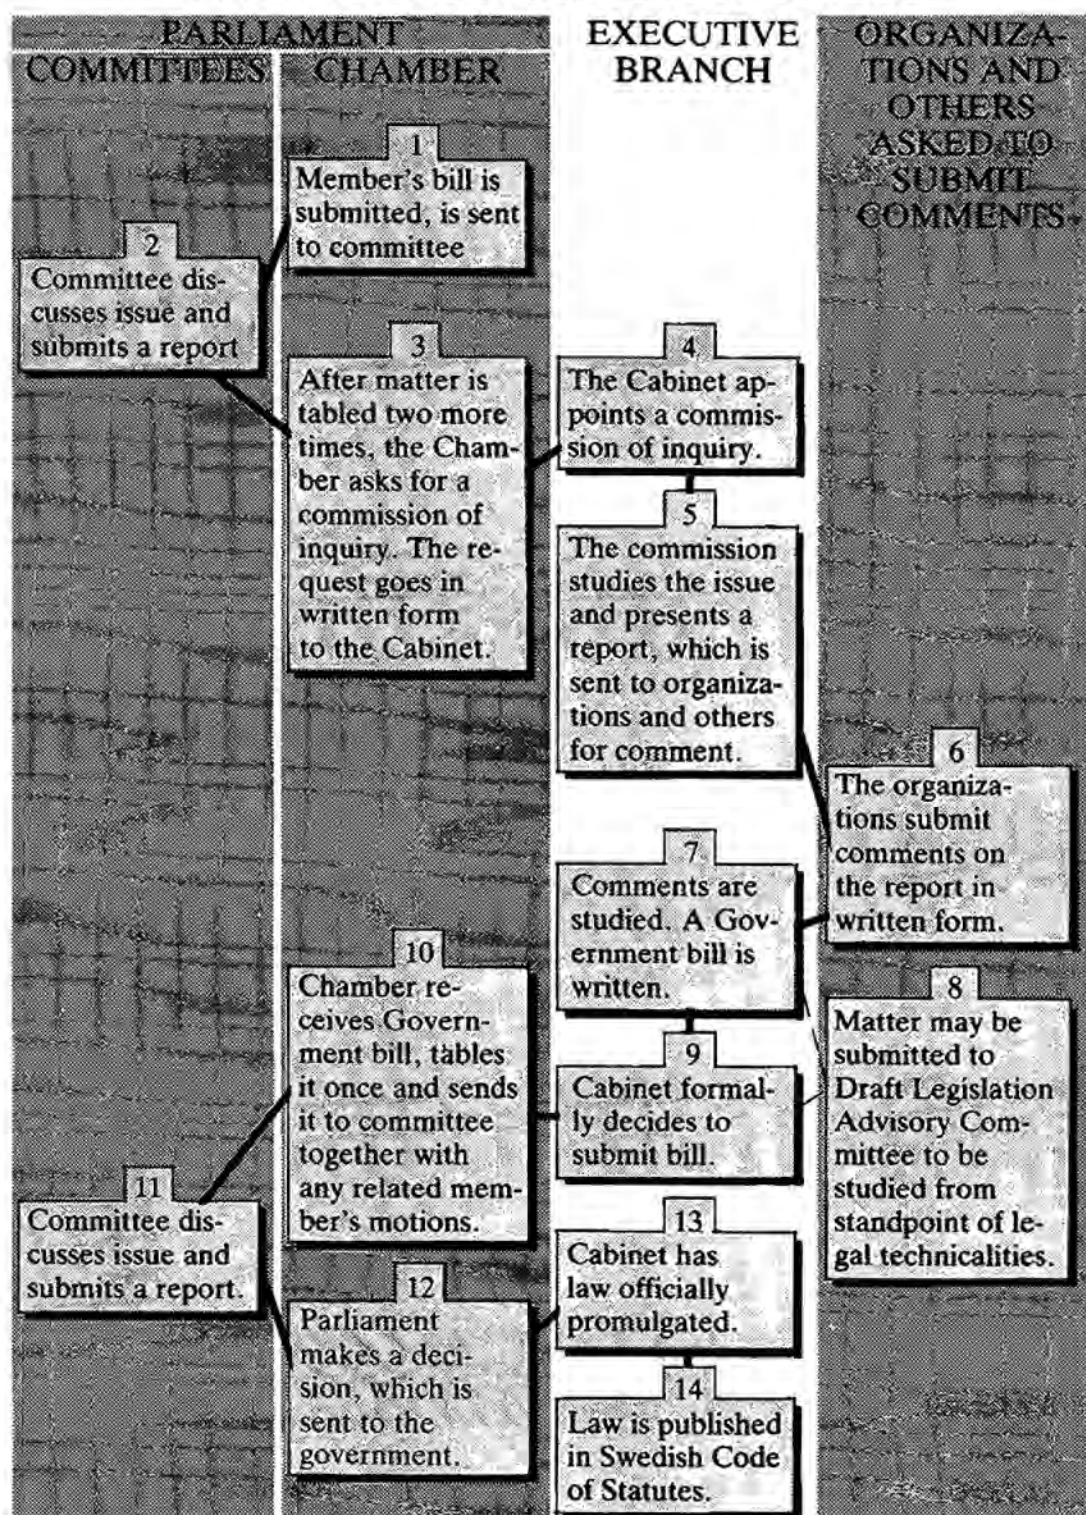 PARLIAMENT
COMMITTEES
CHAMBER
EXECUTIVE
BRANCH
ORGANIZA-
TIONS AND
OTHERS
ASKED TO
SUBMIT
COMMENTS
1
Member's bill is
submitted, is sent
to committee
2
Committee dis-
cusses issue and
submits a report
3
After matter is
tabled two more
times, the Cham-
ber asks for a
commission of
inquiry. The re-
quest goes in
written form
to the Cabinet.
4
The Cabinet ap-
points a commis-
sion of inquiry.
5
The commission
studies the issue
and presents a
report, which is
sent to organiza-
tions and others
for comment.
6
The organiza-
tions submit
comments on
the report in
written form.
7
Comments are
studied. A Gov-
ernment bill is
written.
8
Matter may be
submitted to
Draft Legislation
Advisory Com-
mittee to be
studied from
standpoint of le-
gal technicalities.
9
Cabinet formal-
ly decides to
submit bill.
10
Chamber re-
ceives Govern-
ment bill, tables
it once and sends
it to committee
together with
any related mem-
ber's motions.
11
Committee dis-
cusses issue and
submits a report.
12
Parliament
makes a deci-
sion, which is
sent to the
government.
13
Cabinet has
law officially
promulgated.
14
Law is published
in Swedish Code
of Statutes.